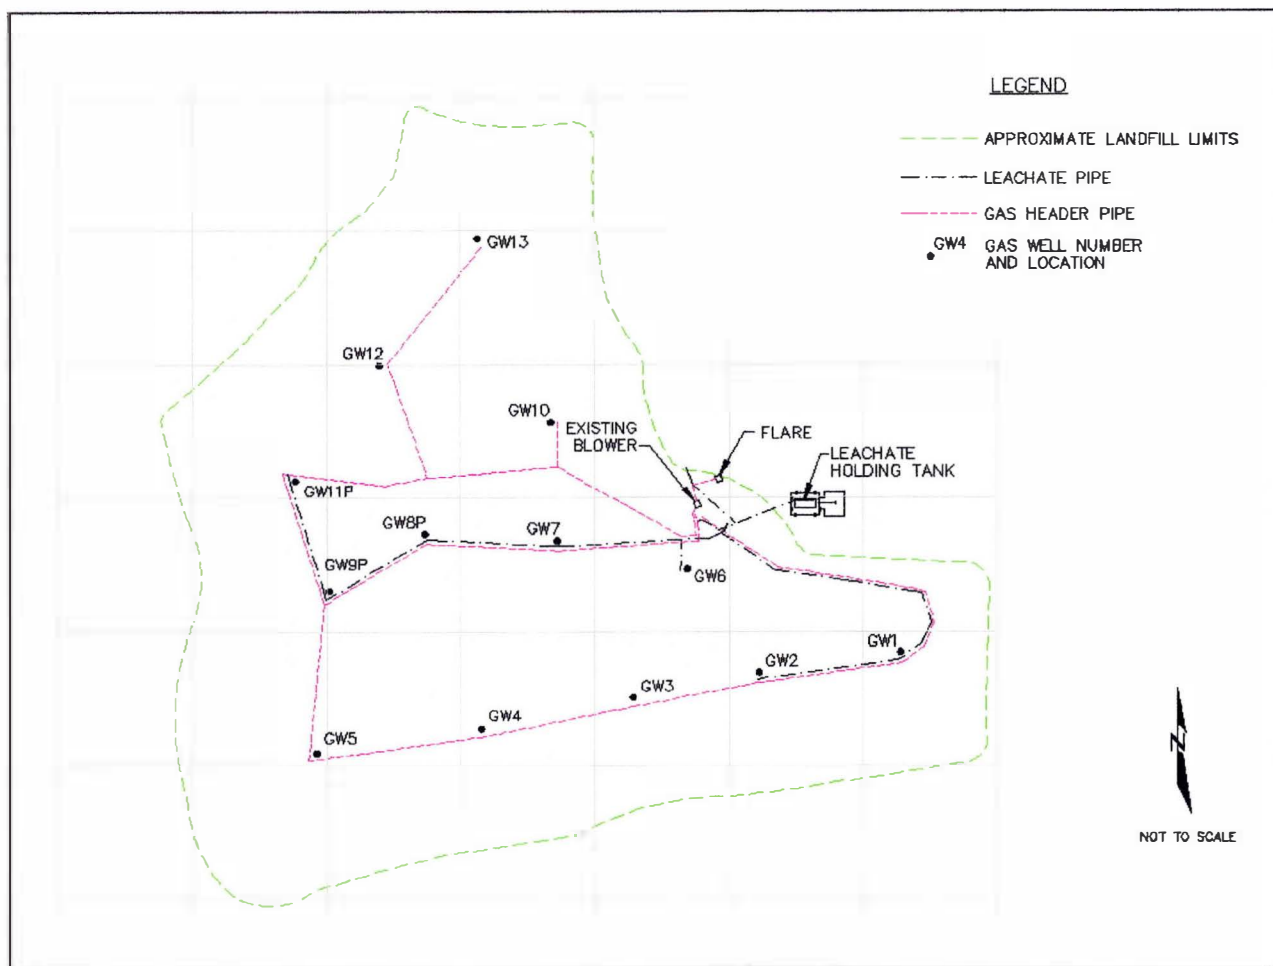 LEGEND
APPROXIMATE LANDFILL LIMITS
LEACHATE PIPE
GAS HEADER PIPE
GW4 GAS WELL NUMBER
AND LOCATION
GW13
GW12
GW10
EXISTING
BLOWER
FLARE
LEACHATE
HOLDING TANK
GW11P
GW8P
GW7
GW9P
GW6
GW1
GW2
GW3
GW4
GW5
N
NOT TO SCALE